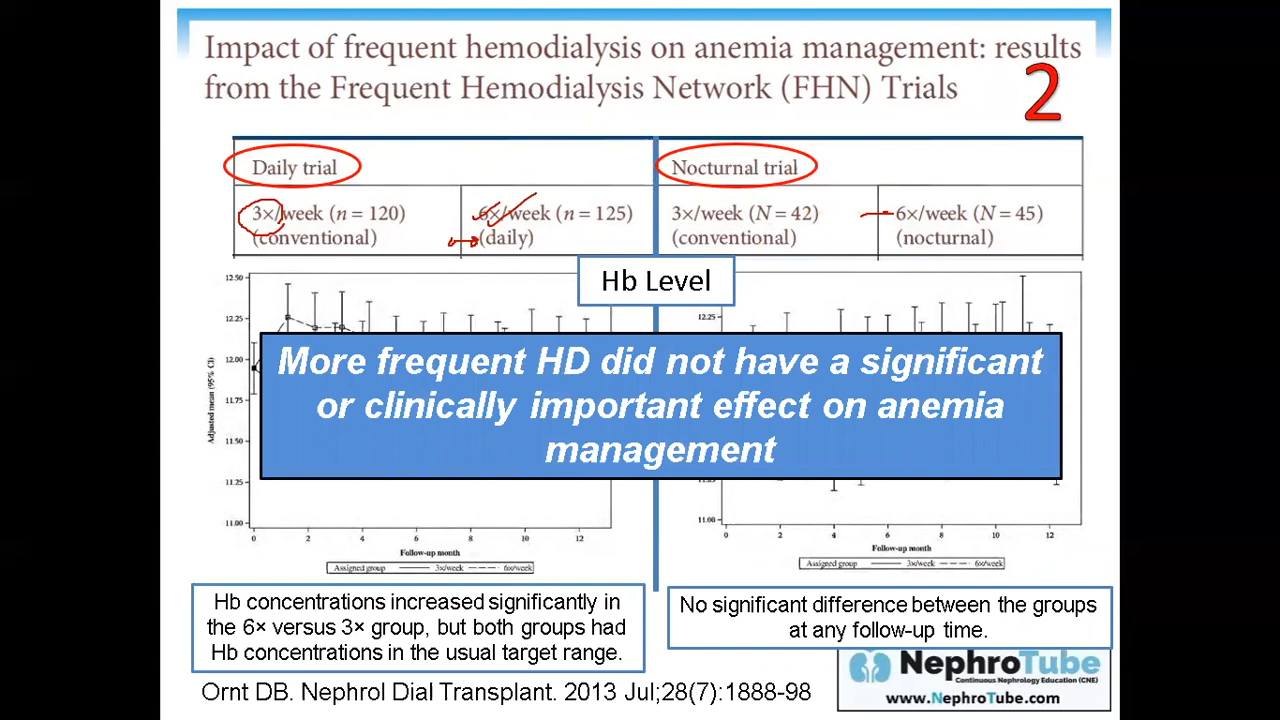 Impact of frequent hemodialysis on anemia management: results
from the Frequent Hemodialysis Network (FHN) Trials
2
Daily trial
Nocturnal trial
3×/week (n = 120)
(conventional)
6×/week (n = 125)
(daily)
3×/week (N = 42)
(conventional)
6×/week (N = 45)
(nocturnal)
Hb Level
12.50
12.25
12.00
11.75
11.50
11.25
11.00
Adjusted mean (95% CI)
0 2 4 6 8 10 12
Follow-up month
Assigned group 3x/week 6x/week
12.25
11.25
11.00
0 2 4 6 8 10 12
Follow-up month
Assigned group 3x/week 6x/week
More frequent HD did not have a significant
or clinically important effect on anemia
management
Hb concentrations increased significantly in
the 6× versus 3× group, but both groups had
Hb concentrations in the usual target range.
No significant difference between the groups
at any follow-up time.
NephroTube
Continuous Nephrology Education (CNE)
www.NephroTube.com
Ornt DB. Nephrol Dial Transplant. 2013 Jul;28(7):1888-98